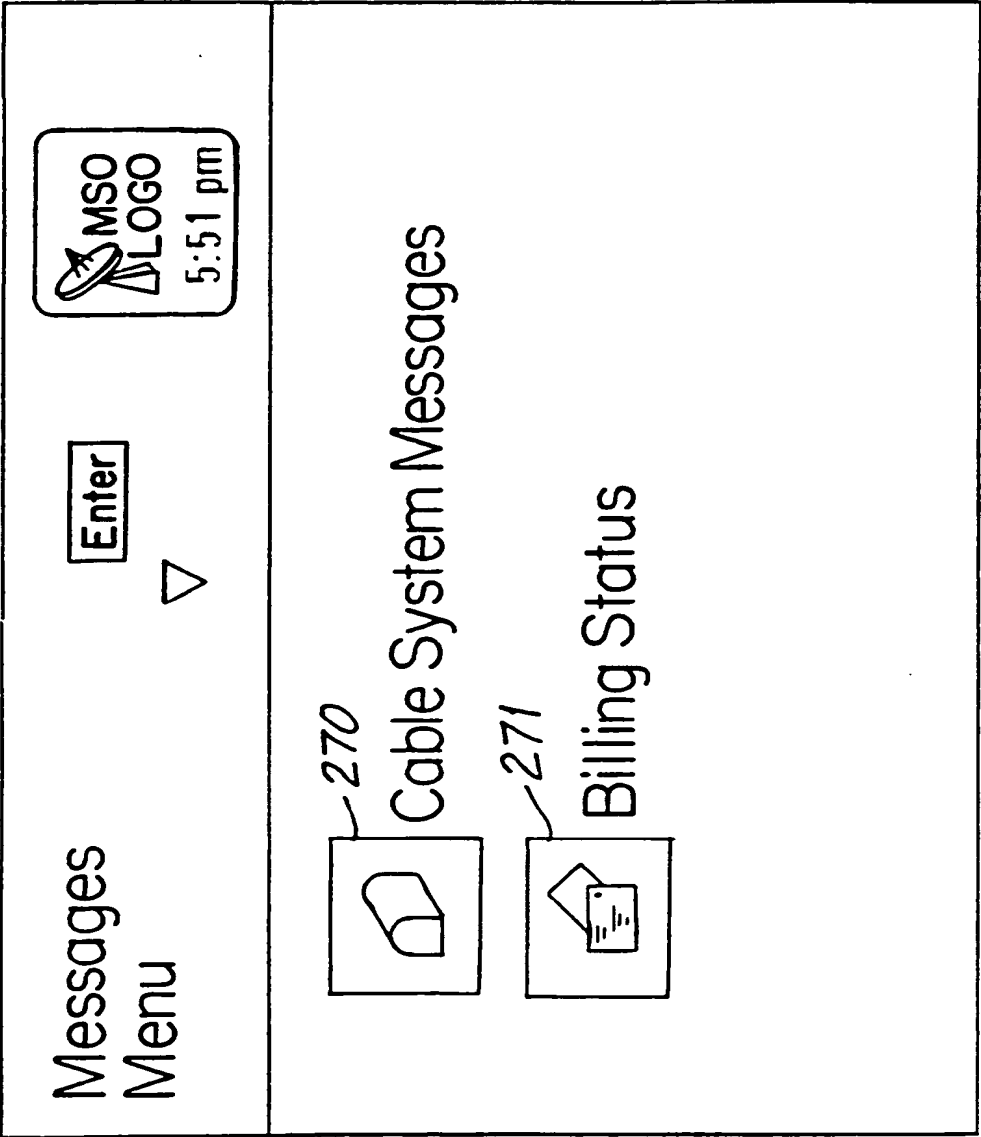 Messages
Menu
Enter
MSO
LOGO
5:51 pm
270
Cable System Messages
271
Billing Status